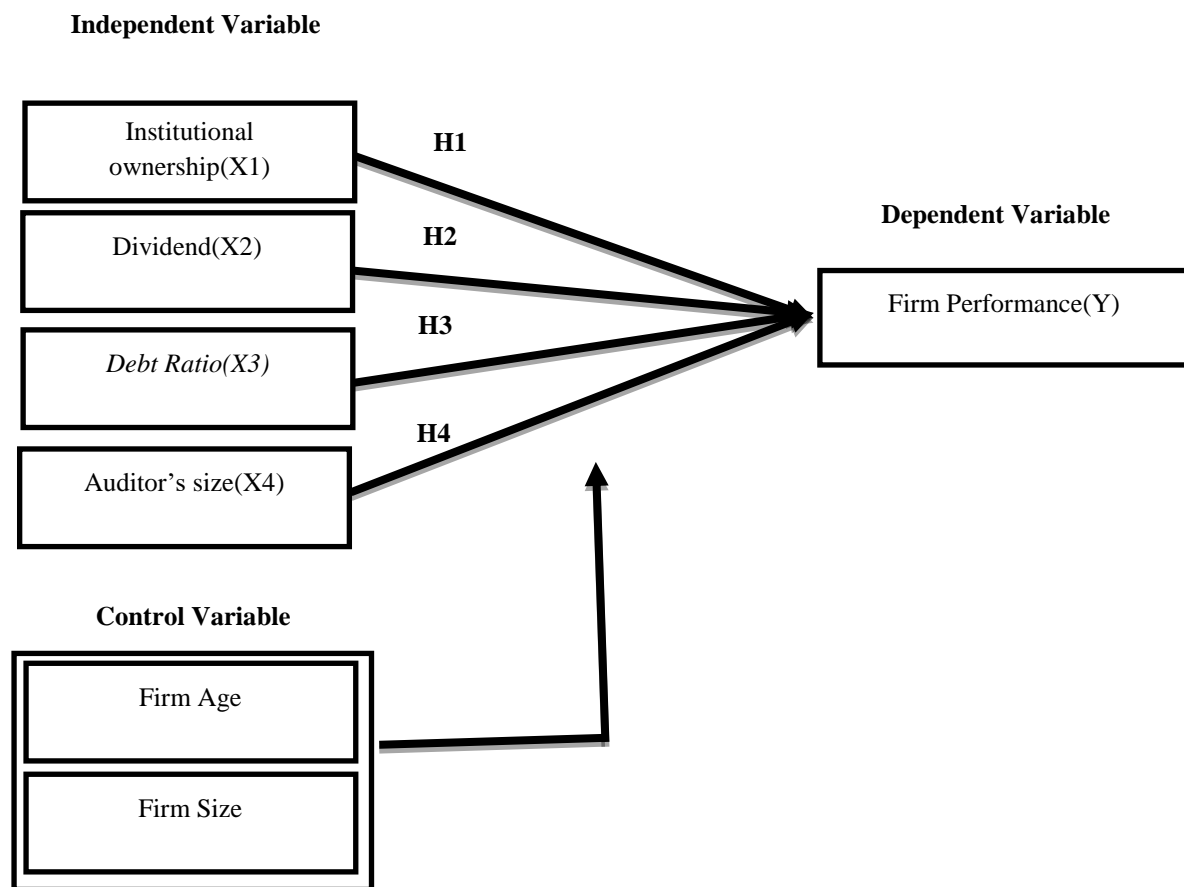 Independent Variable
Institutional
ownership(X1)
H1
Dividend(X2)
H2
Debt Ratio(X3)
H3
Auditor’s size(X4)
H4
Dependent Variable
Firm Performance(Y)
Control Variable
Firm Age
Firm Size